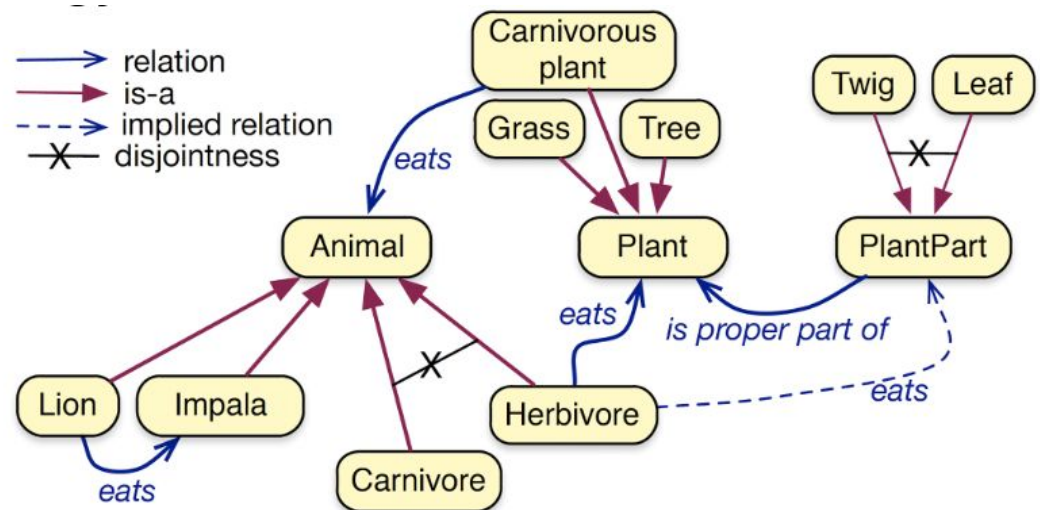 relation
is-a
implied relation
disjointness
Carnivorous
plant
Grass
Tree
Twig
Leaf
eats
Animal
Plant
PlantPart
eats
is proper part of
Lion
Impala
Herbivore
eats
Carnivore
eats